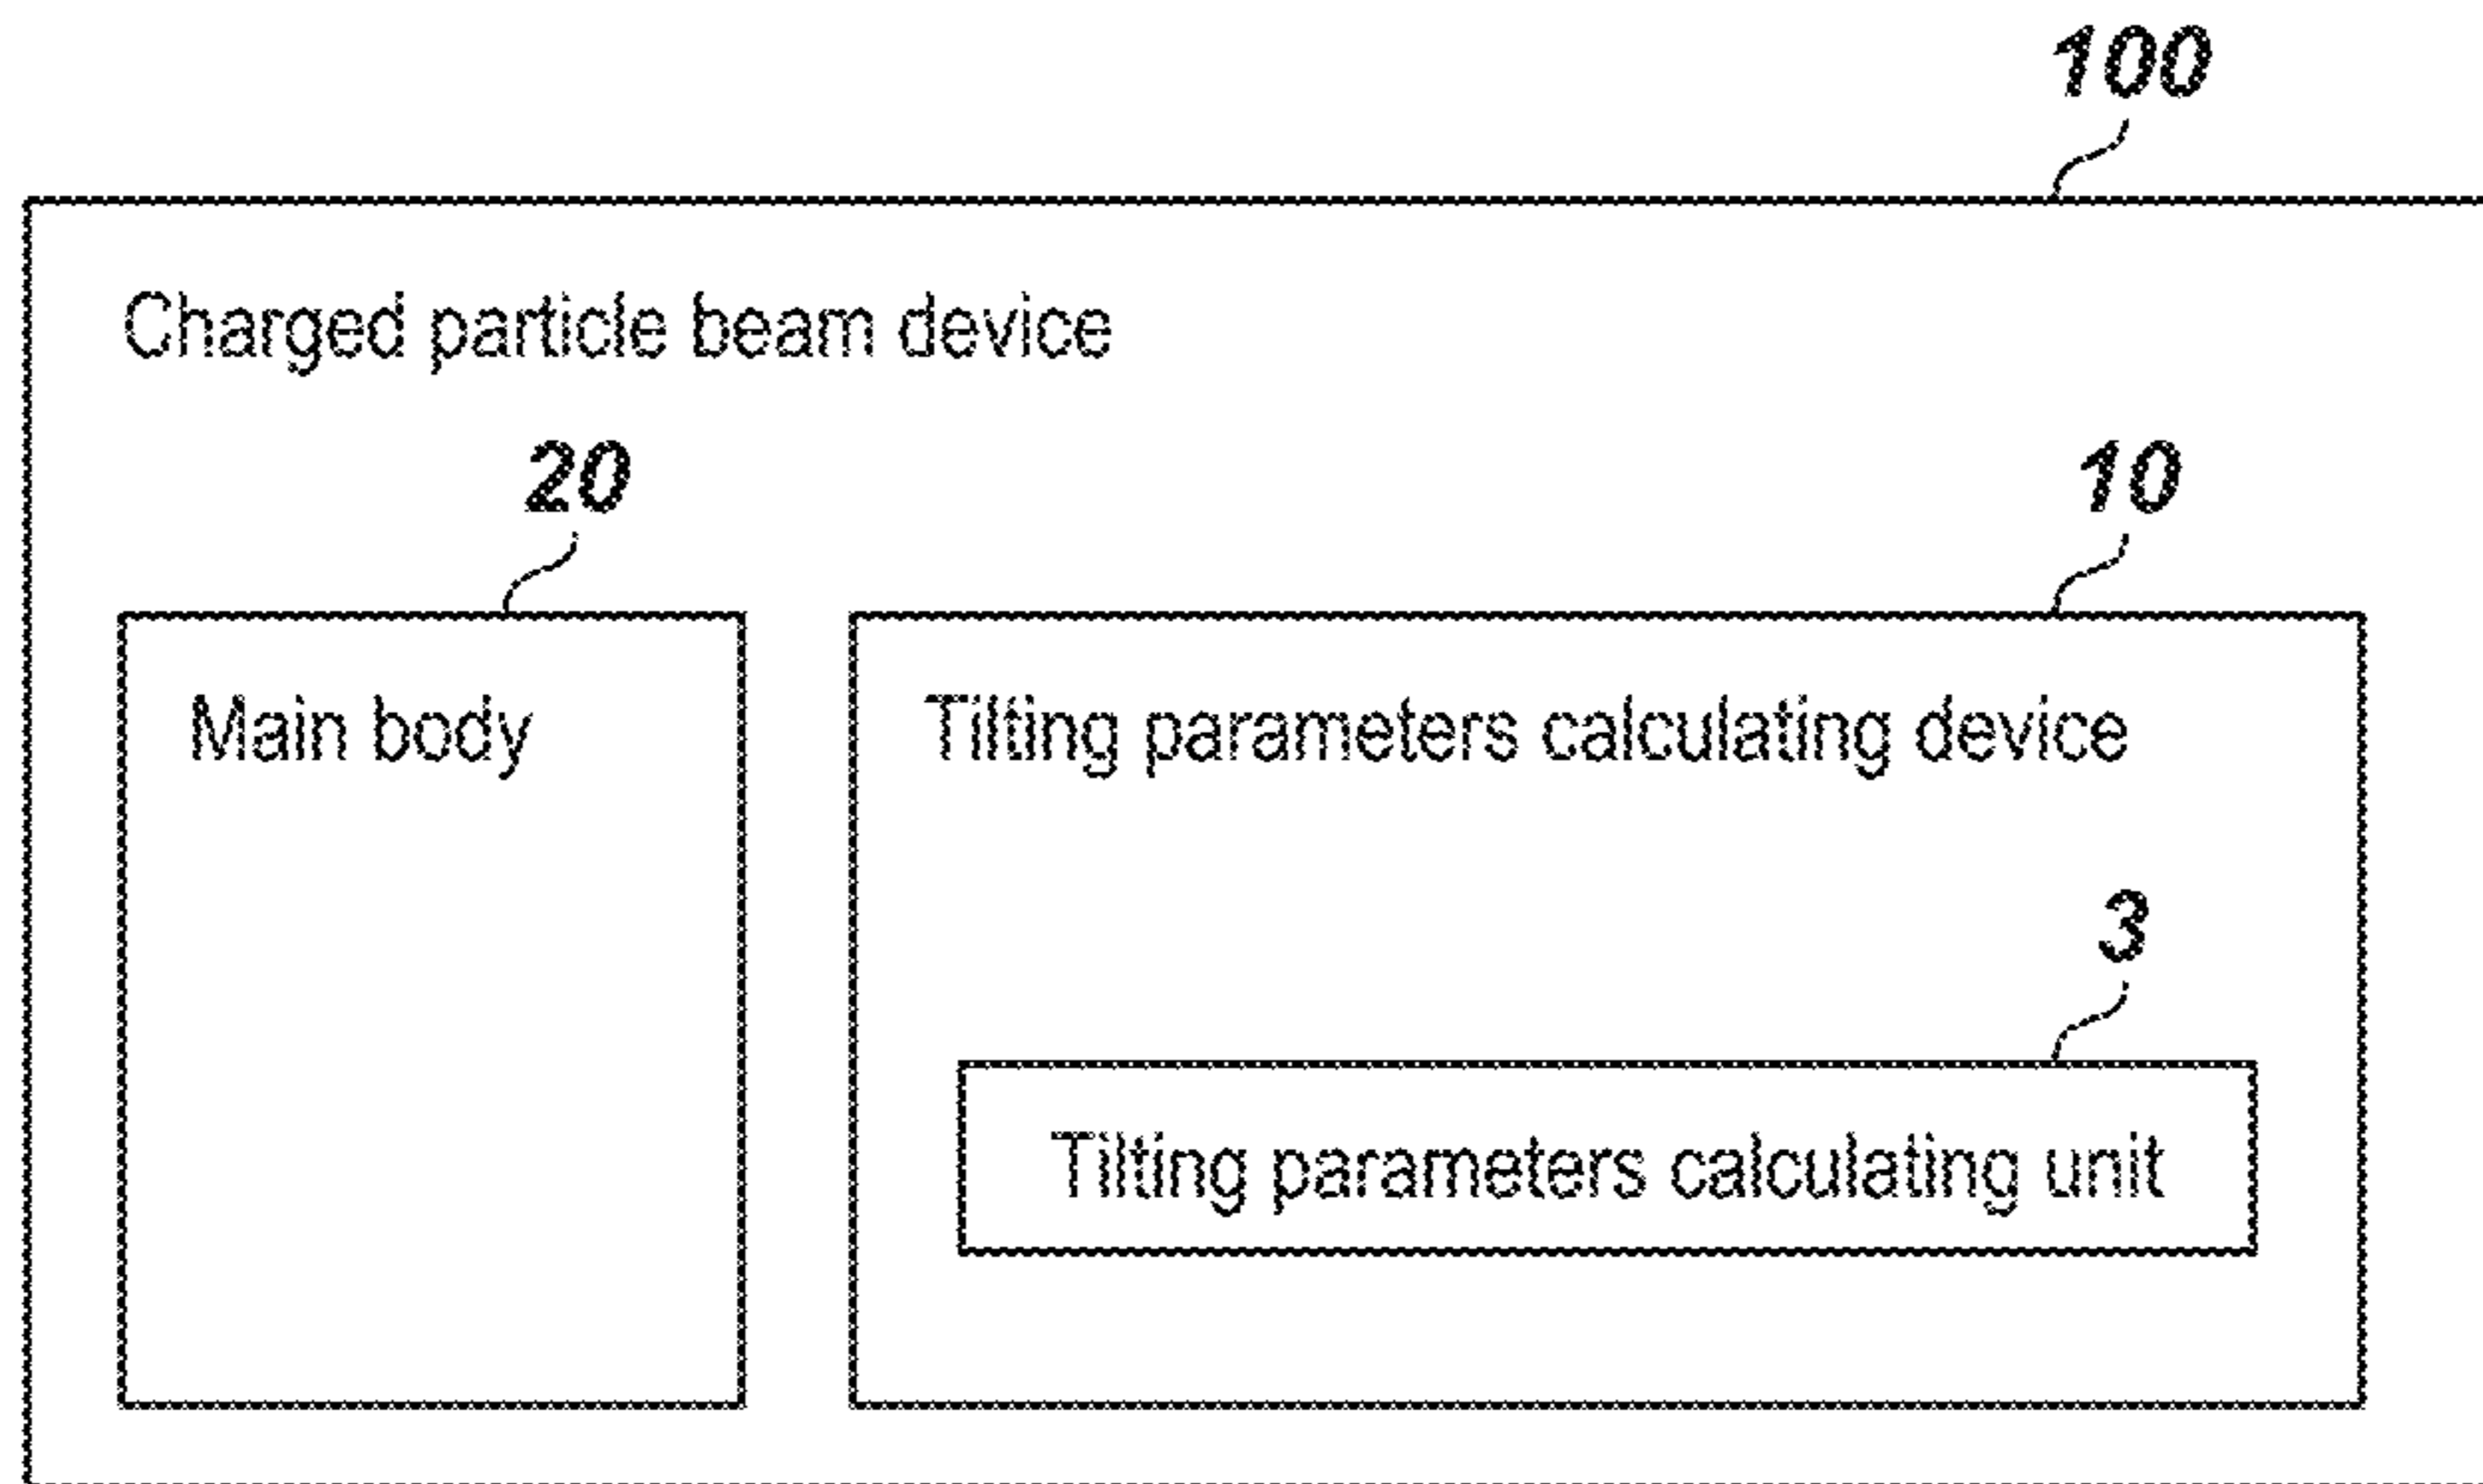 100
Charged particle beam device
20
10
Main body
Tilting parameters calculating device
3
Tilting parameters calculating unit